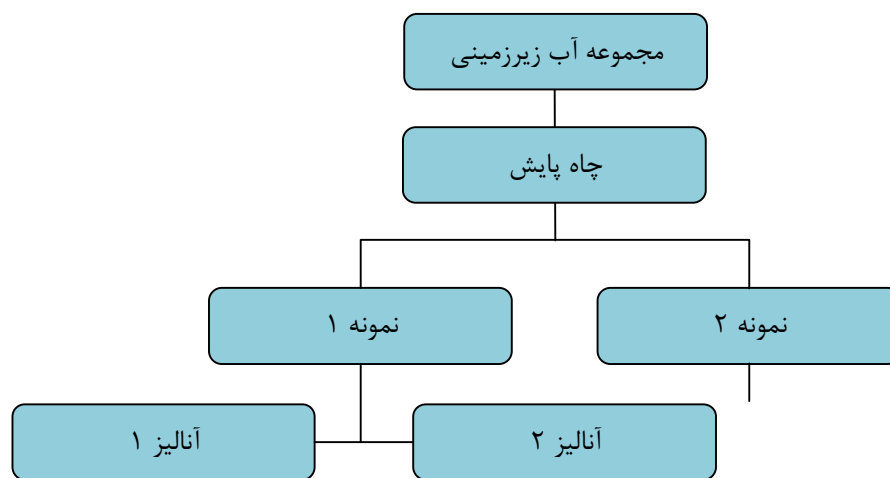 مجموعه آب زیرزمینی
چاه پایش
نمونه ۲
نمونه ۱
آنالیز ۲
آنالیز ۱